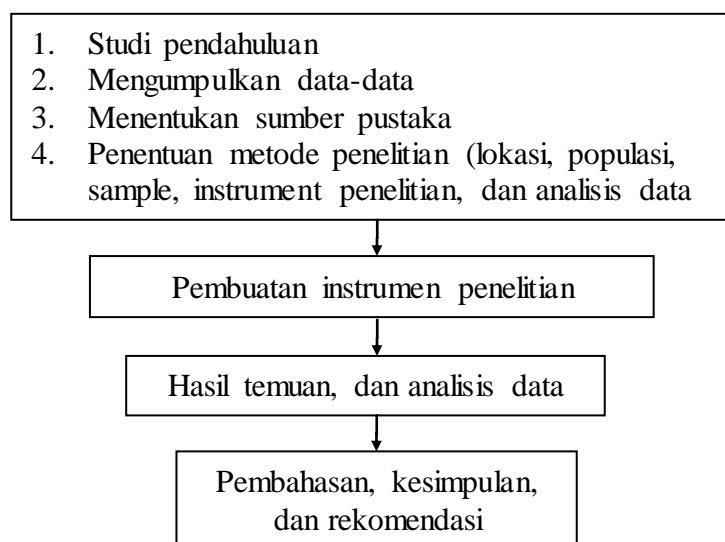 1. Studi pendahuluan
2. Mengumpulkan data-data
3. Menentukan sumber pustaka
4. Penentuan metode penelitian (lokasi, populasi,
sample, instrument penelitian, dan analisis data
Pembuatan instrumen penelitian
Hasil temuan, dan analisis data
Pembahasan, kesimpulan,
dan rekomendasi